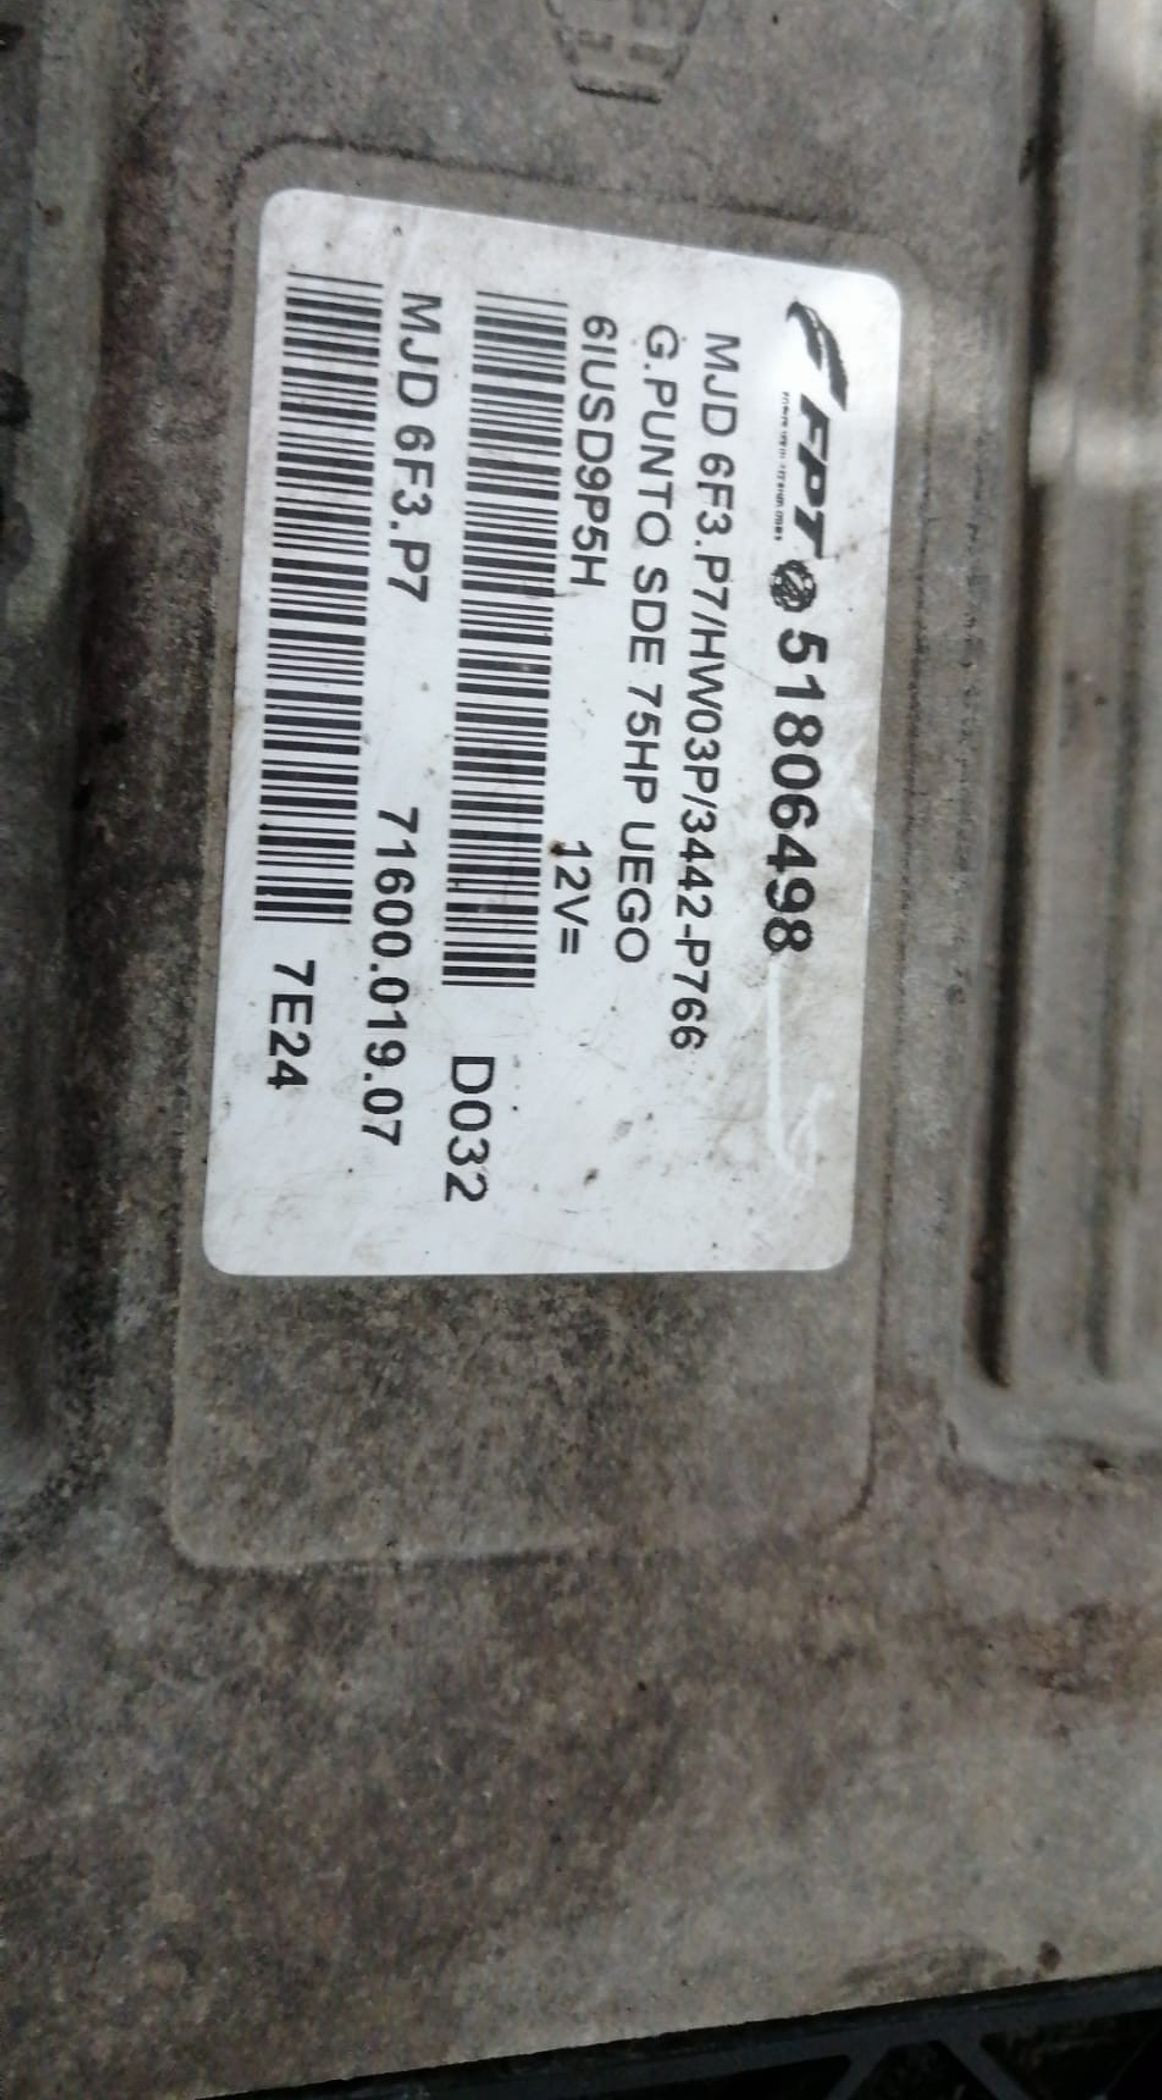 FPT 51806498
MJD 6F3.P7/HW03P/3442-P766
G.PUNTO SDE 75HP UEGO
6IUSD9P5H
12V=
D032
MJD 6F3.P7 71600.019.07
7E24